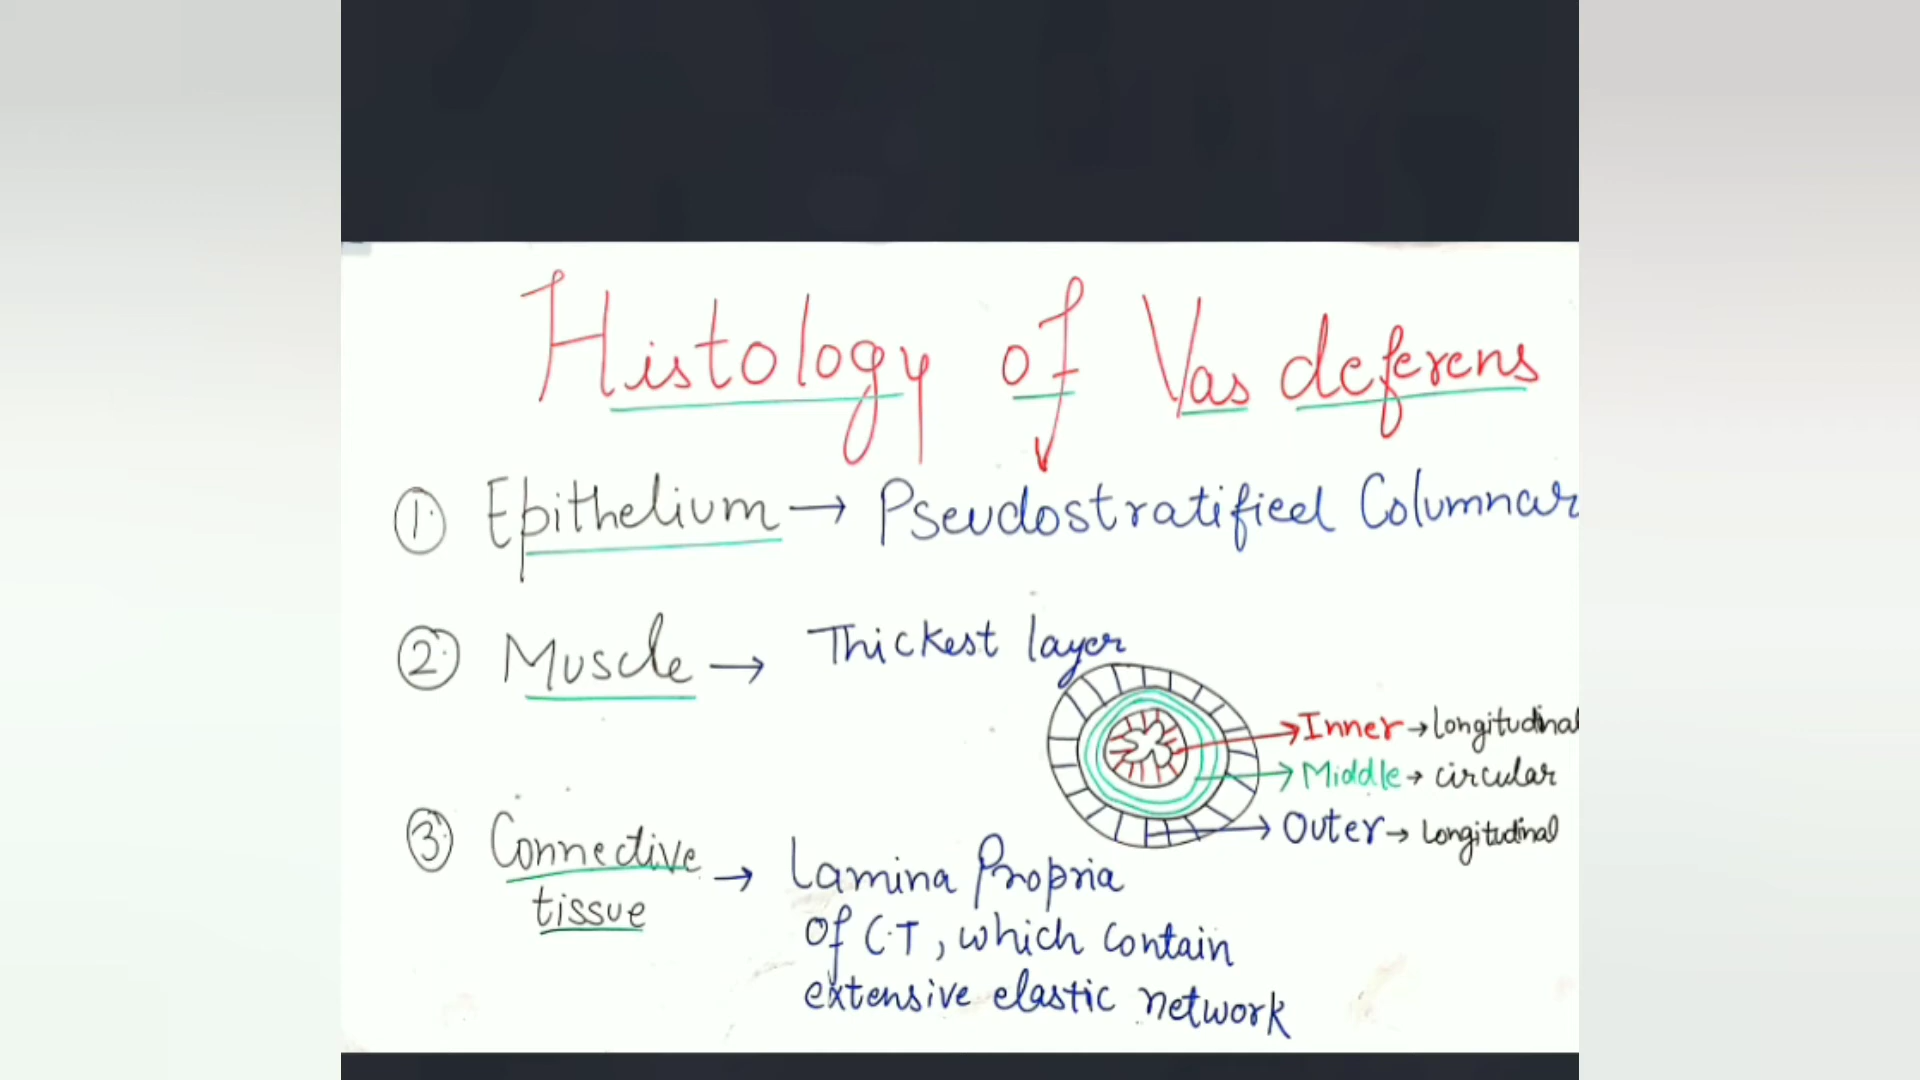 Histology of Vas deferens
① Epithelium → Pseudostratified Columnar
② Muscle → Thickest layer
Inner → longitudinal
Middle → circular
Outer → Longitudinal
③ Connective tissue → Lamina Propria
of C.T, which contain
extensive elastic network